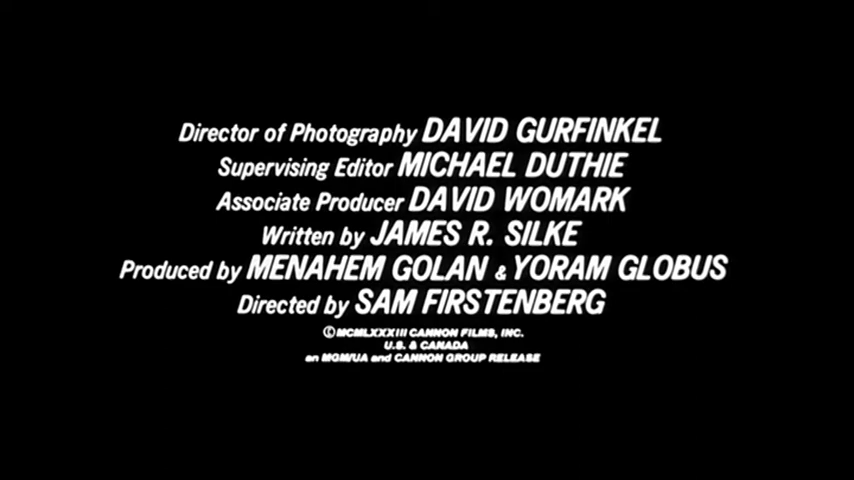 Director of Photography DAVID GURFINKEL
Supervising Editor MICHAEL DUTHIE
Associate Producer DAVID WOMARK
Written by JAMES R. SILKE
Produced by MENAHEM GOLAN & YORAM GLOBUS
Directed by SAM FIRSTENBERG
©MCMLXXXIII CANNON FILMS, INC.
U.S. & CANADA
an MGM/UA and CANNON GROUP RELEASE